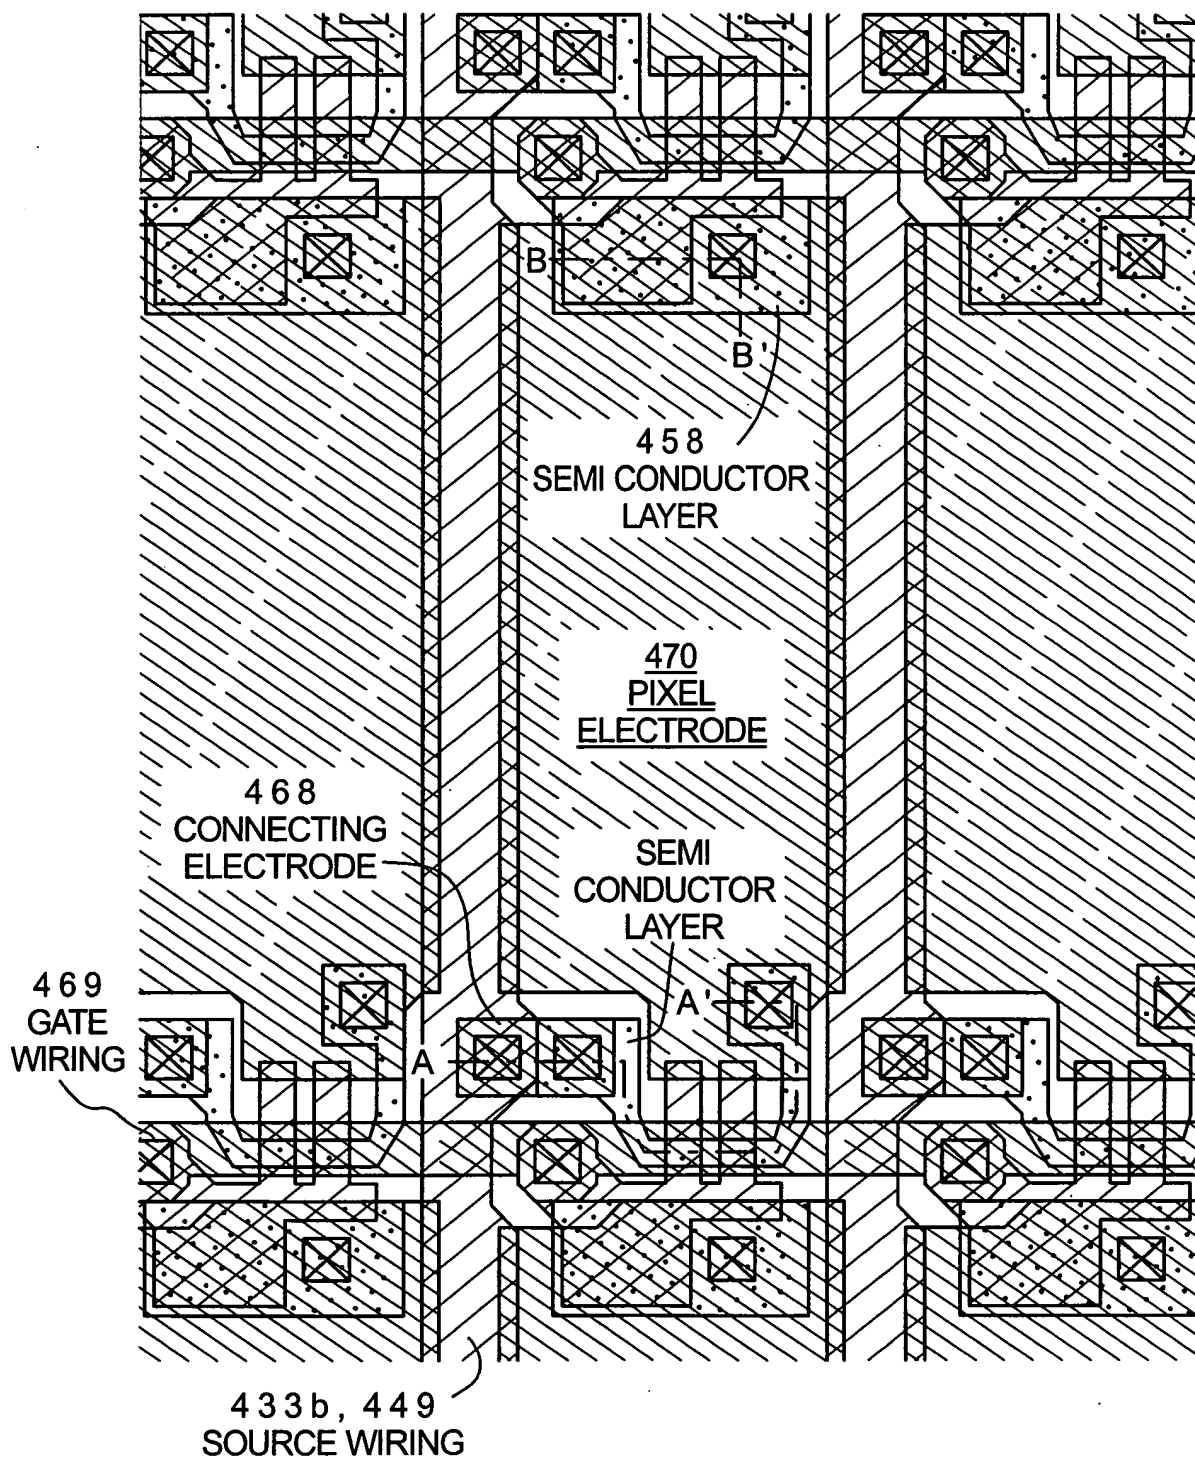 B
B'
458
SEMI CONDUCTOR
LAYER
470
PIXEL
ELECTRODE
468
CONNECTING
ELECTRODE
SEMI
CONDUCTOR
LAYER
469
GATE
WIRING
A'
A
433b, 449
SOURCE WIRING